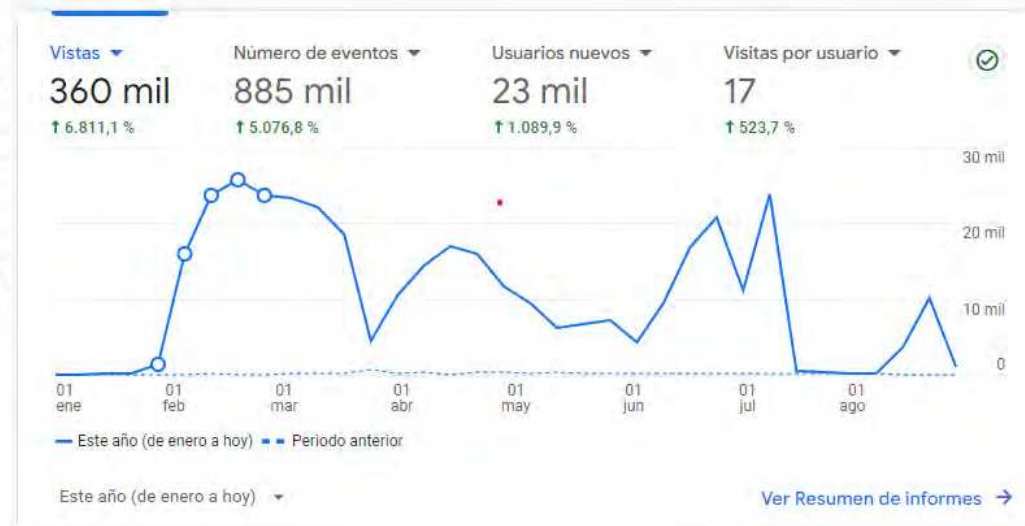 Vistas
Número de eventos
Usuarios nuevos
Visitas por usuario
360 mil
885 mil
23 mil
17
↑ 6.811,1 %
↑ 5.076,8 %
↑ 1.089,9 %
↑ 523,7 %
30 mil
20 mil
10 mil
0
01 ene
01 feb
01 mar
01 abr
01 may
01 jun
01 jul
01 ago
Este año (de enero a hoy)
Periodo anterior
Este año (de enero a hoy)
Ver Resumen de informes →